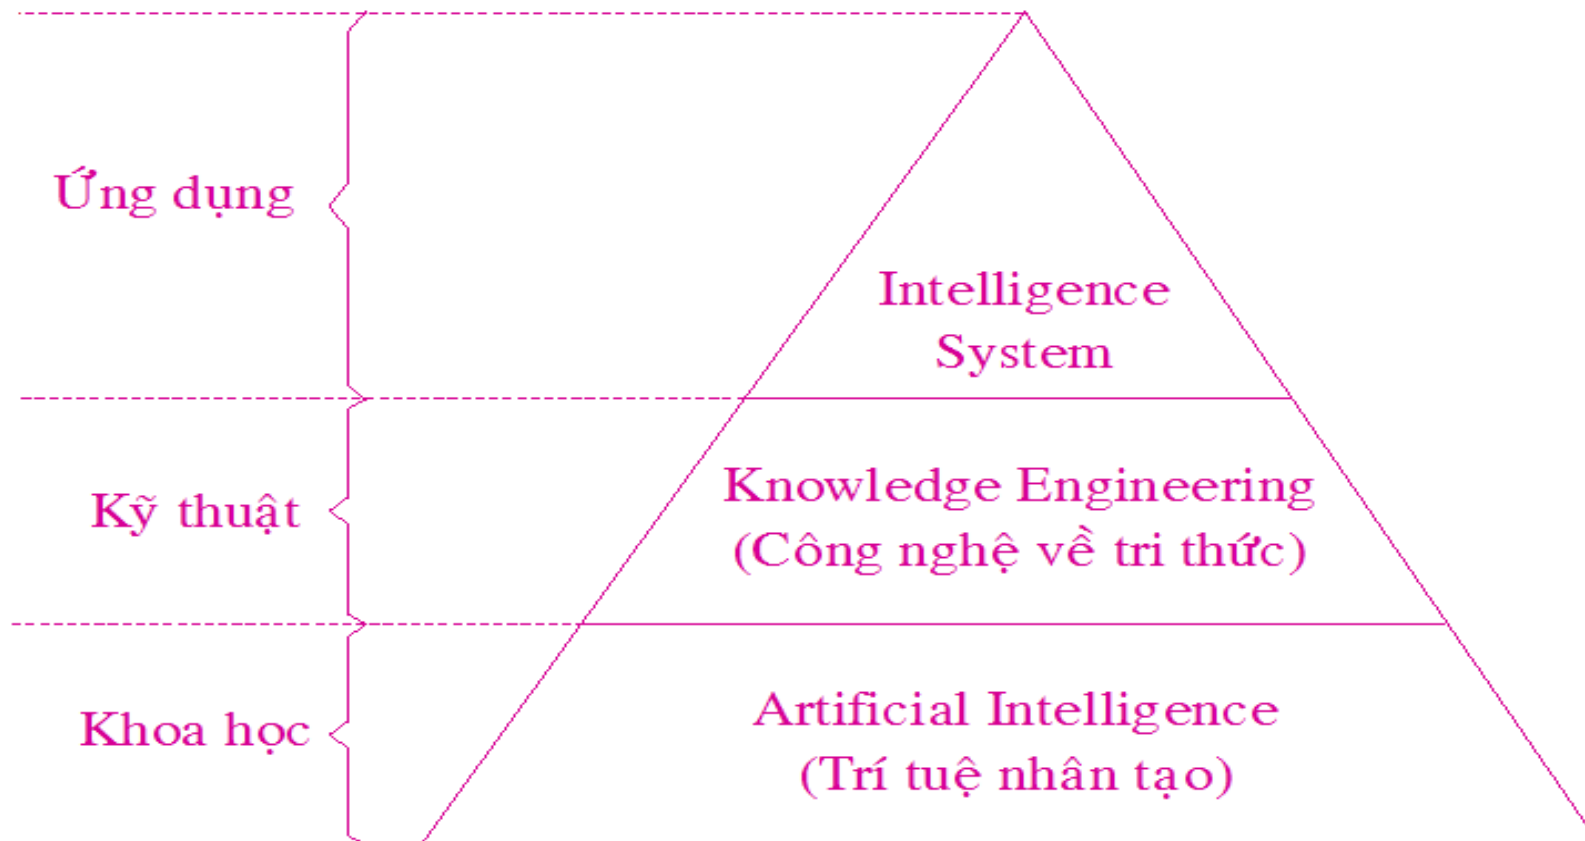 Ứng dụng
Intelligence
System
Kỹ thuật
Knowledge Engineering
(Công nghệ về tri thức)
Khoa học
Artificial Intelligence
(Trí tuệ nhân tạo)